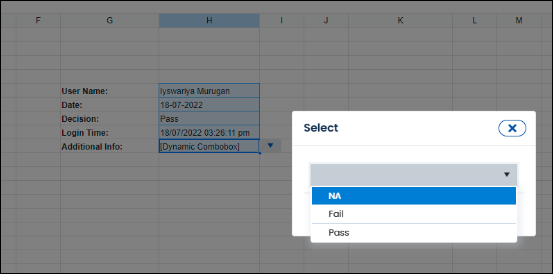 F G H I J K L M
User Name: Iyswariya Murugan
Date: 18-07-2022
Decision: Pass
Login Time: 18/07/2022 03:26:11 pm
Additional Info: [Dynamic Combobox]
Select
NA
Fail
Pass